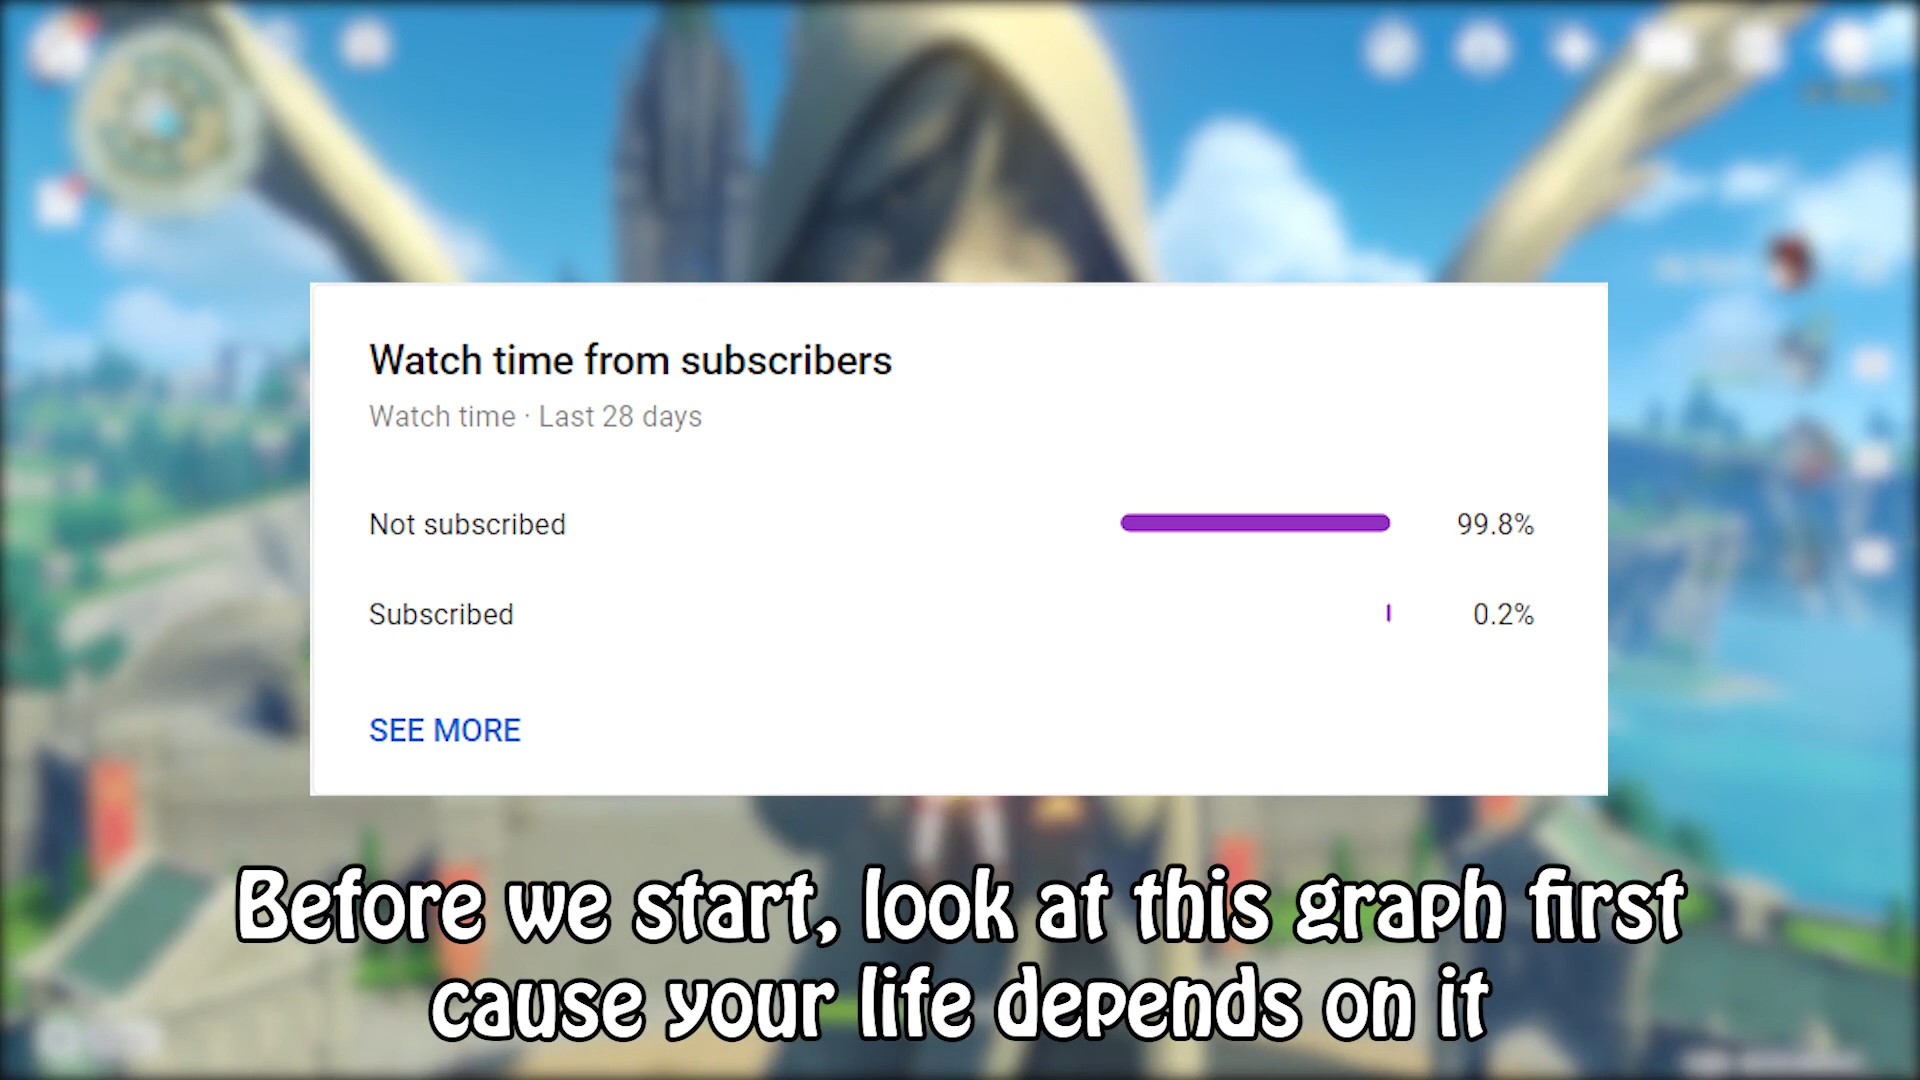 Watch time from subscribers
Watch time · Last 28 days
Not subscribed 99.8%
Subscribed 0.2%
SEE MORE
Before we start, look at this graph first
cause your life depends on it